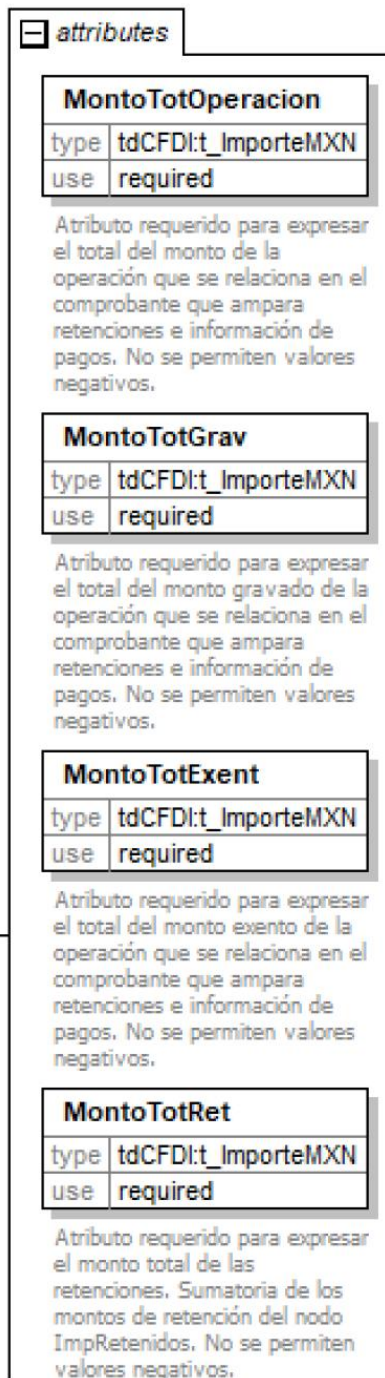 attributes
MontoTotOperacion
type tdCFDI:t_ImporteMXN
use required
Atributo requerido para expresar
el total del monto de la
operación que se relaciona en el
comprobante que ampara
retenciones e información de
pagos. No se permiten valores
negativos.
MontoTotGrav
type tdCFDI:t_ImporteMXN
use required
Atributo requerido para expresar
el total del monto gravado de la
operación que se relaciona en el
comprobante que ampara
retenciones e información de
pagos. No se permiten valores
negativos.
MontoTotExent
type tdCFDI:t_ImporteMXN
use required
Atributo requerido para expresar
el total del monto exento de la
operación que se relaciona en el
comprobante que ampara
retenciones e información de
pagos. No se permiten valores
negativos.
MontoTotRet
type tdCFDI:t_ImporteMXN
use required
Atributo requerido para expresar
el monto total de las
retenciones. Sumatoria de los
montos de retención del nodo
ImpRetenidos. No se permiten
valores negativos.